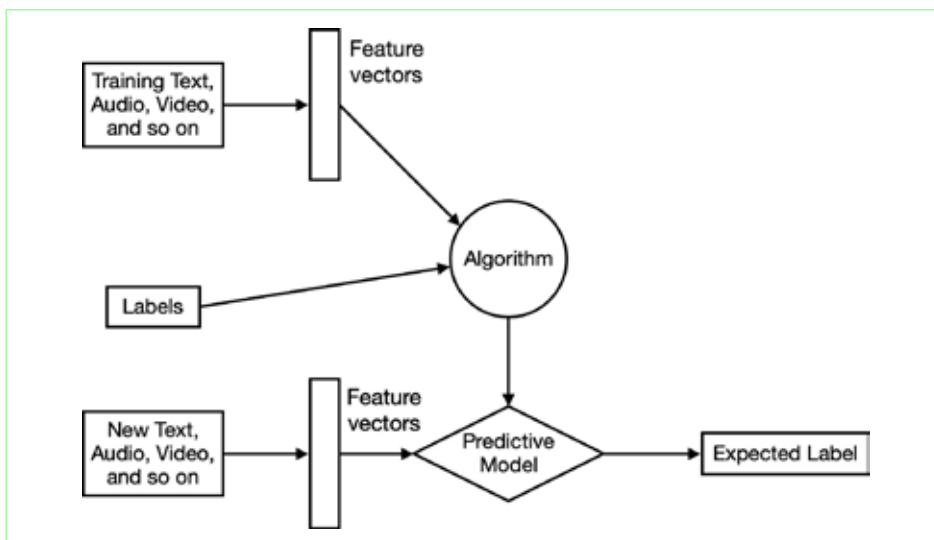 Feature
vectors
Training Text,
Audio, Video,
and so on
Algorithm
Labels
Feature
vectors
New Text,
Audio, Video,
and so on
Predictive
Model
Expected Label